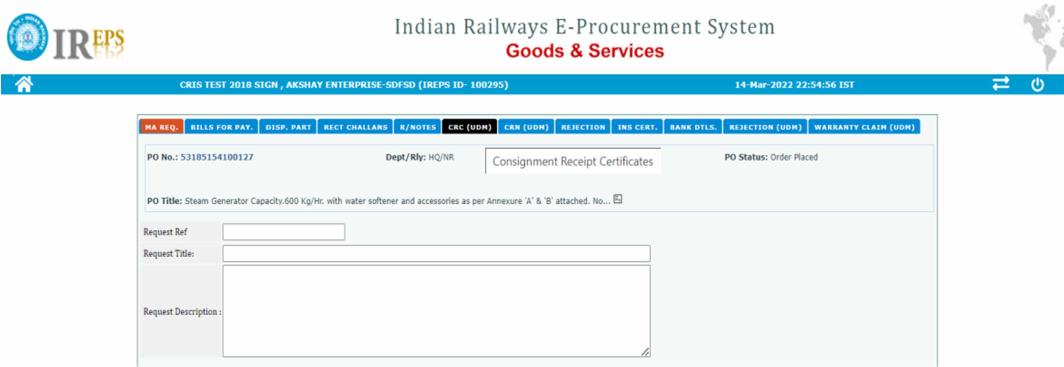 IREPS
Indian Railways E-Procurement System
Goods & Services
CRIS TEST 2018 SIGN , AKSHAY ENTERPRISE-SDFSD (IREPS ID- 100295) 14-Mar-2022 22:54:56 IST
MA REQ. BILLS FOR PAY. DISP. PART RECT CHALLANS R/NOTES CRC (UDM) CRN (UDM) REJECTION INS CERT. BANK DTLS. REJECTION (UDM) WARRANTY CLAIM (UDM)
PO No.: 53185154100127 Dept/Rly: HQ/NR Consignment Receipt Certificates PO Status: Order Placed
PO Title: Steam Generator Capacity.600 Kg/Hr. with water softener and accessories as per Annexure 'A' & 'B' attached. No...
Request Ref
Request Title:
Request Description :